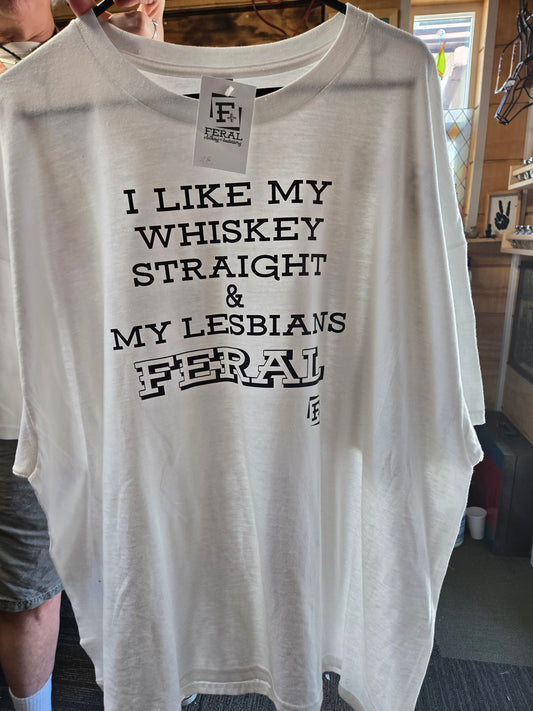 F+
FERAL
I LIKE MY
WHISKEY
STRAIGHT
&
MY LESBIANS
FERAL
F